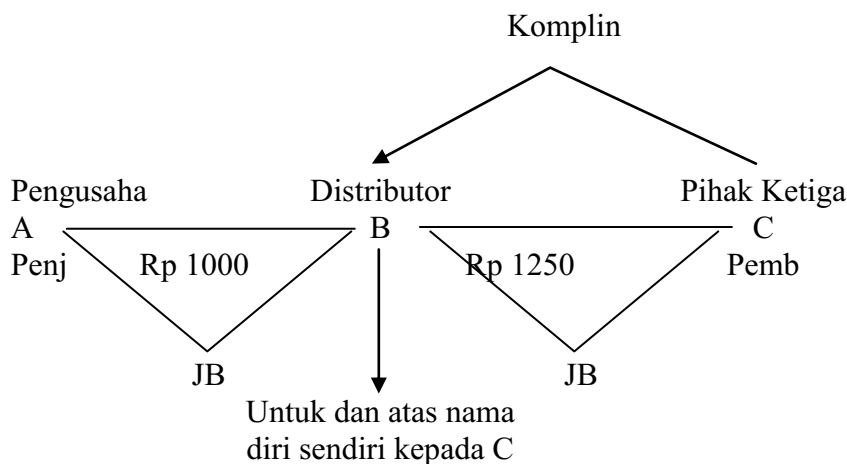 Komplin
Pengusaha Distributor Pihak Ketiga
A B C
Penj Rp 1000 Rp 1250 Pemb
JB JB
Untuk dan atas nama
diri sendiri kepada C